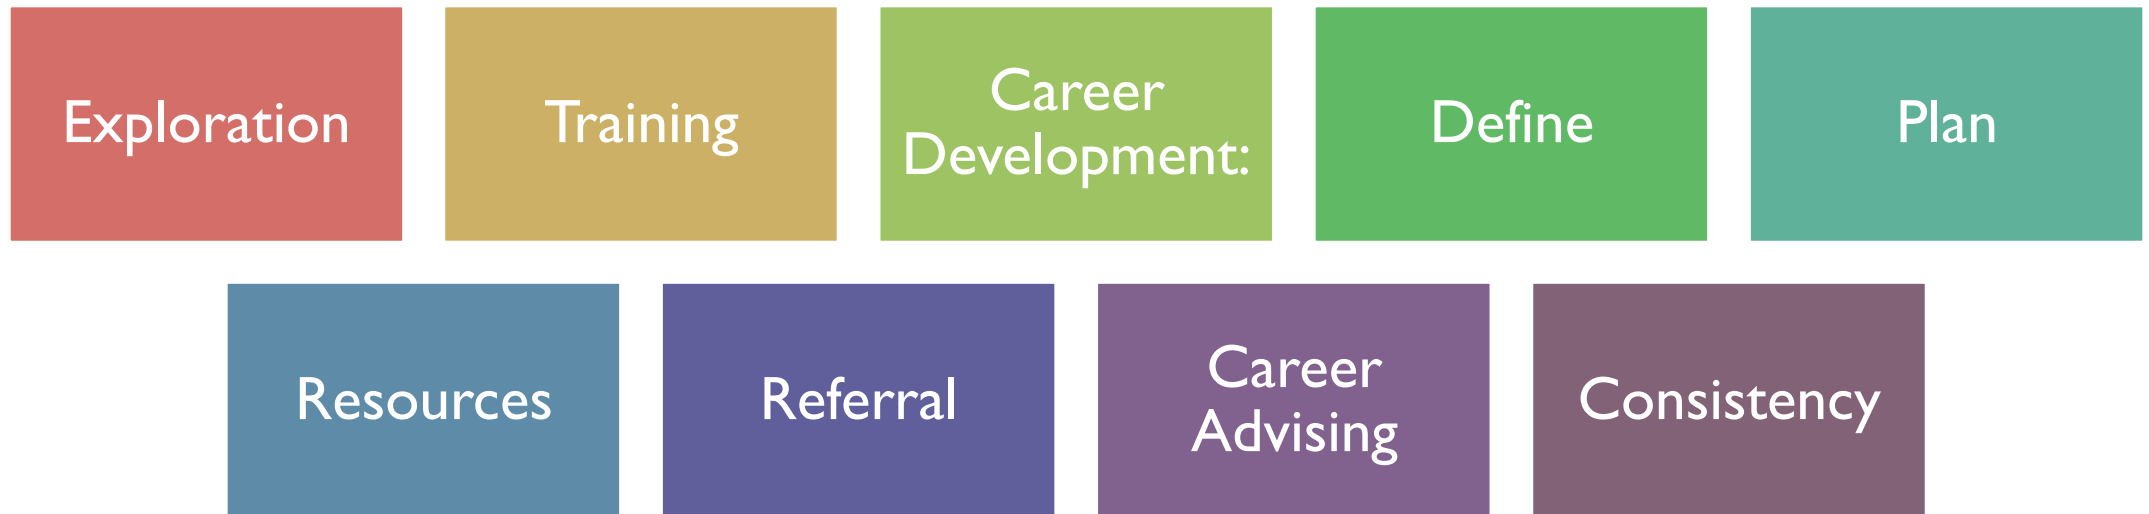 Exploration
Training
Career
Development:
Define
Plan
Resources
Referral
Career
Advising
Consistency